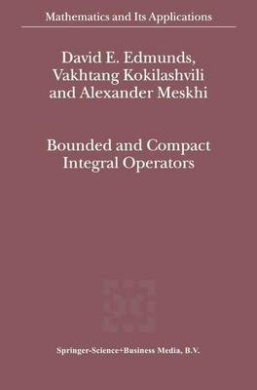 Mathematics and Its Applications
David E. Edmunds,
Vakhtang Kokilashvili
and Alexander Meskhi
Bounded and Compact
Integral Operators
Springer-Science+Business Media, B.V.